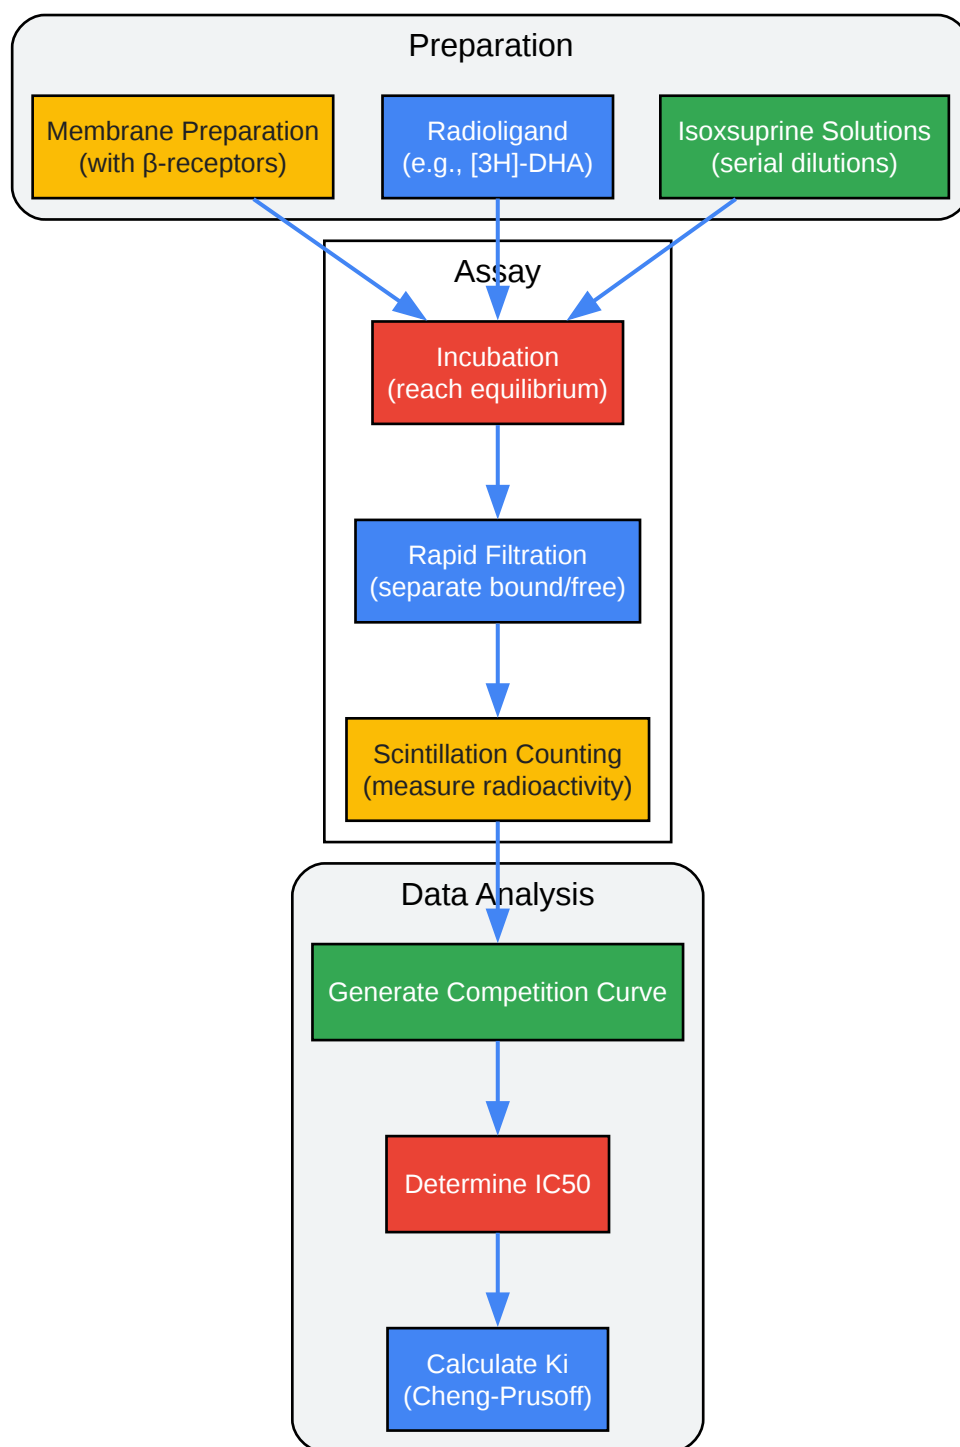 Preparation
Membrane Preparation
(with β-receptors)
Radioligand
(e.g., [3H]-DHA)
Isoxsuprine Solutions
(serial dilutions)
Assay
Incubation
(reach equilibrium)
Rapid Filtration
(separate bound/free)
Scintillation Counting
(measure radioactivity)
Data Analysis
Generate Competition Curve
Determine IC50
Calculate Ki
(Cheng-Prusoff)